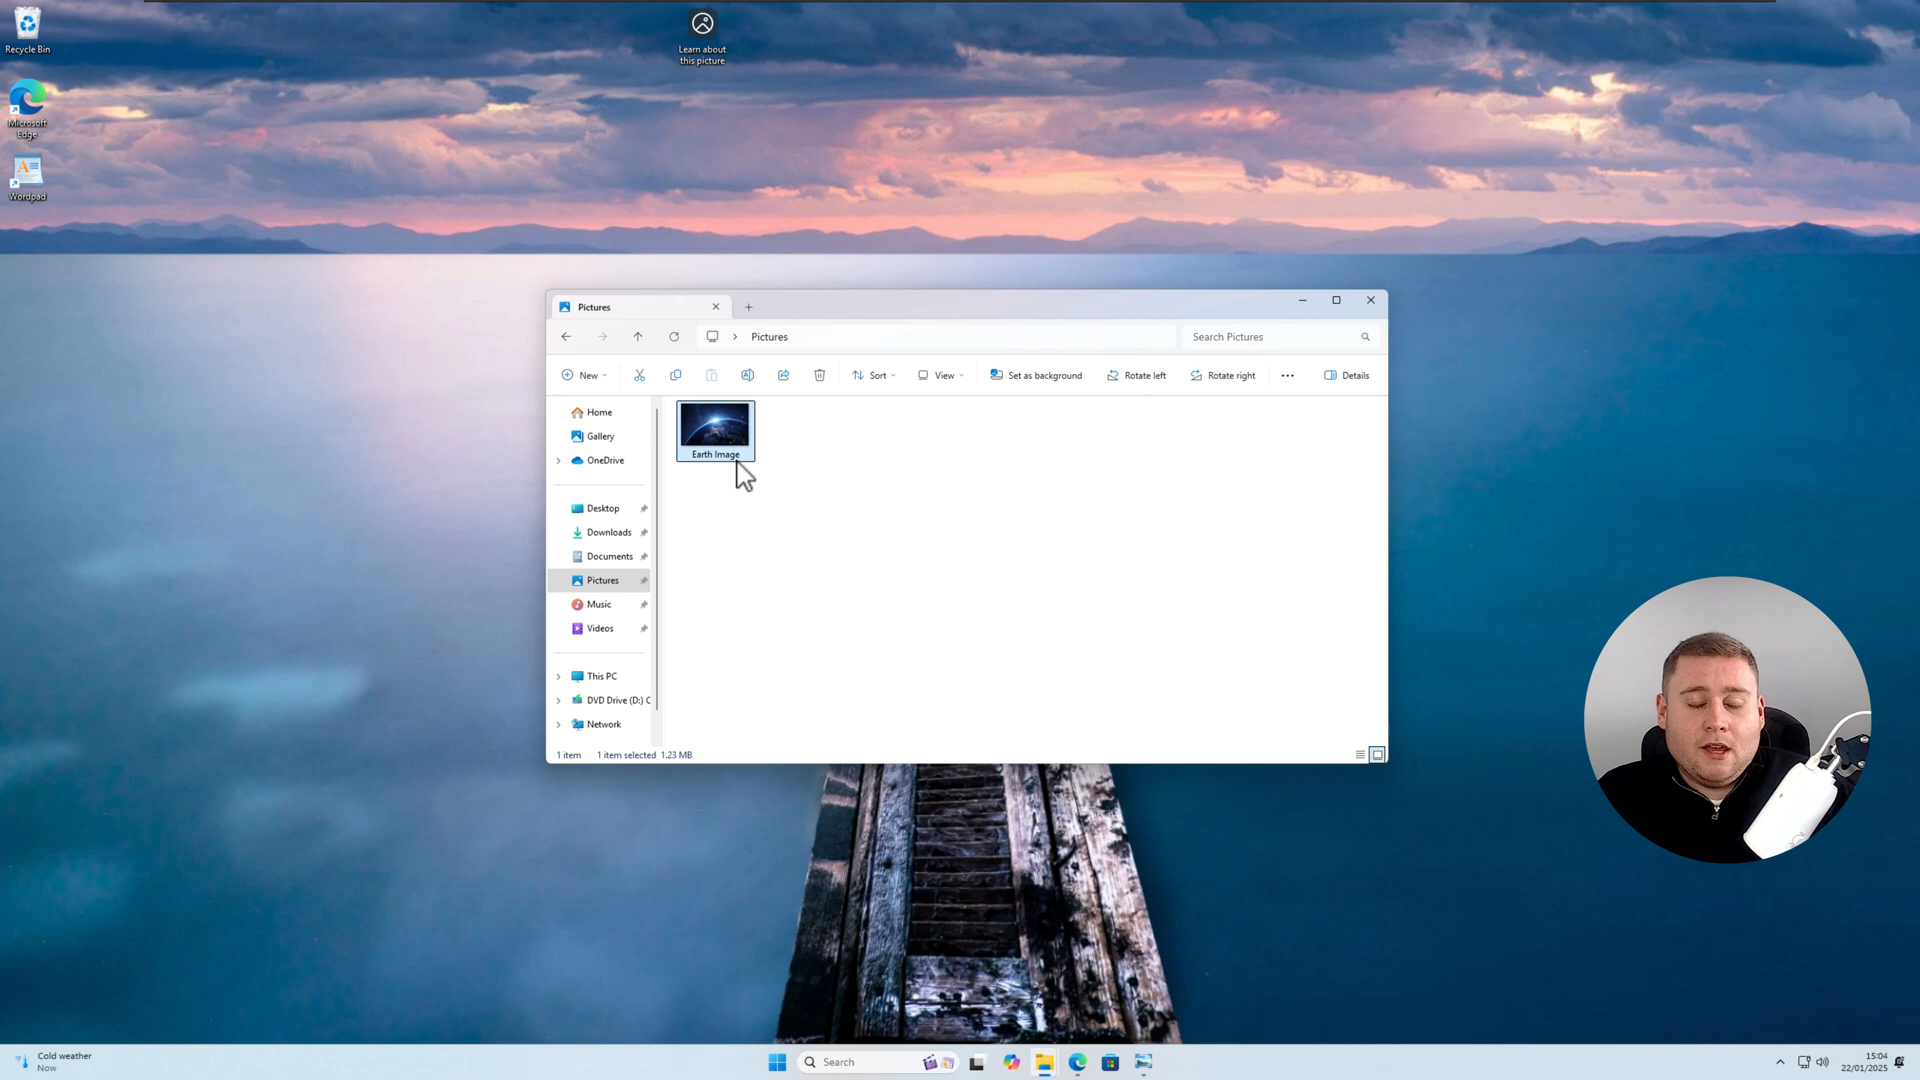 Recycle Bin
Microsoft
Edge
Wordpad
Learn about
this picture
Pictures
Pictures
Search Pictures
New
Sort
View
Set as background
Rotate left
Rotate right
Details
Home
Gallery
OneDrive
Desktop
Downloads
Documents
Pictures
Music
Videos
This PC
DVD Drive (D:) C
Network
Earth Image
1 item
1 item selected 1.23 MB
Cold weather
Now
Search
15:04
22/01/2025